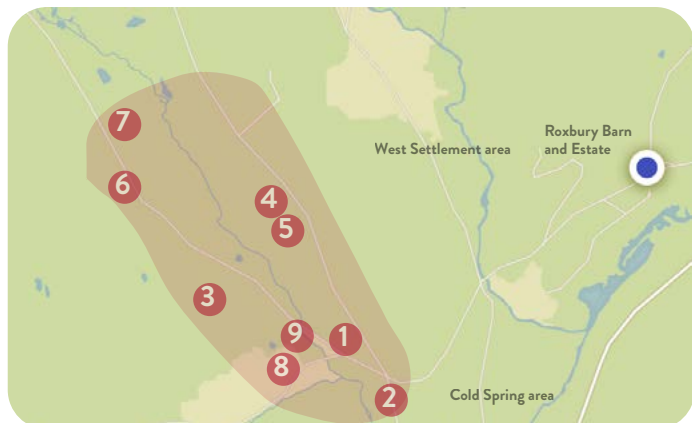 Roxbury Barn
and Estate
West Settlement area
7
6
4
5
3
9
1
8
2
Cold Spring area